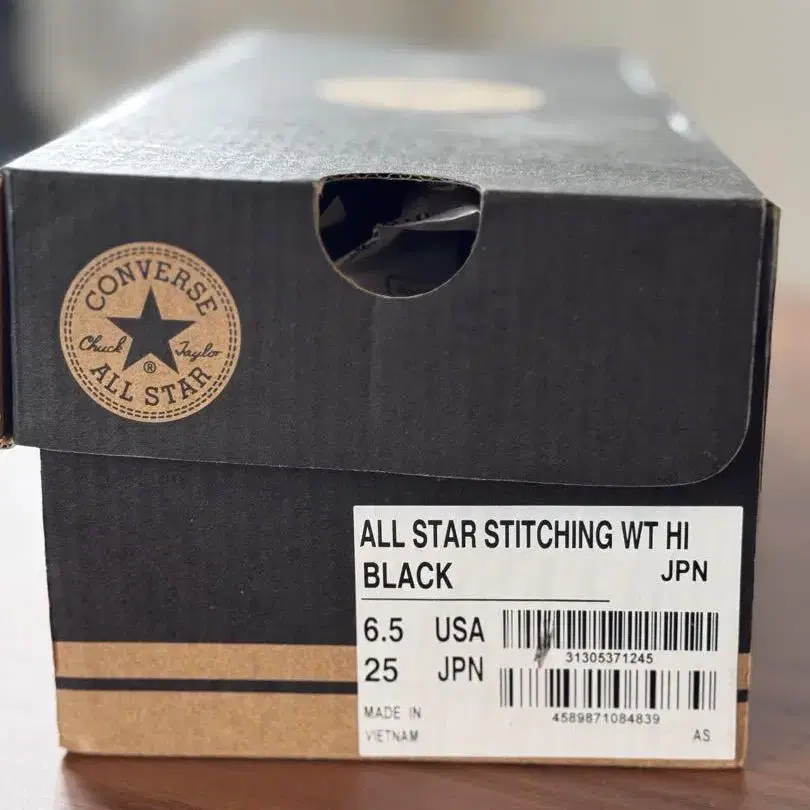 CONVERSE
Chuck Taylor
®
ALL STAR
ALL STAR STITCHING WT HI
BLACK JPN
6.5 USA
31305371245
25 JPN
4589871084839
MADE IN
VIETNAM AS